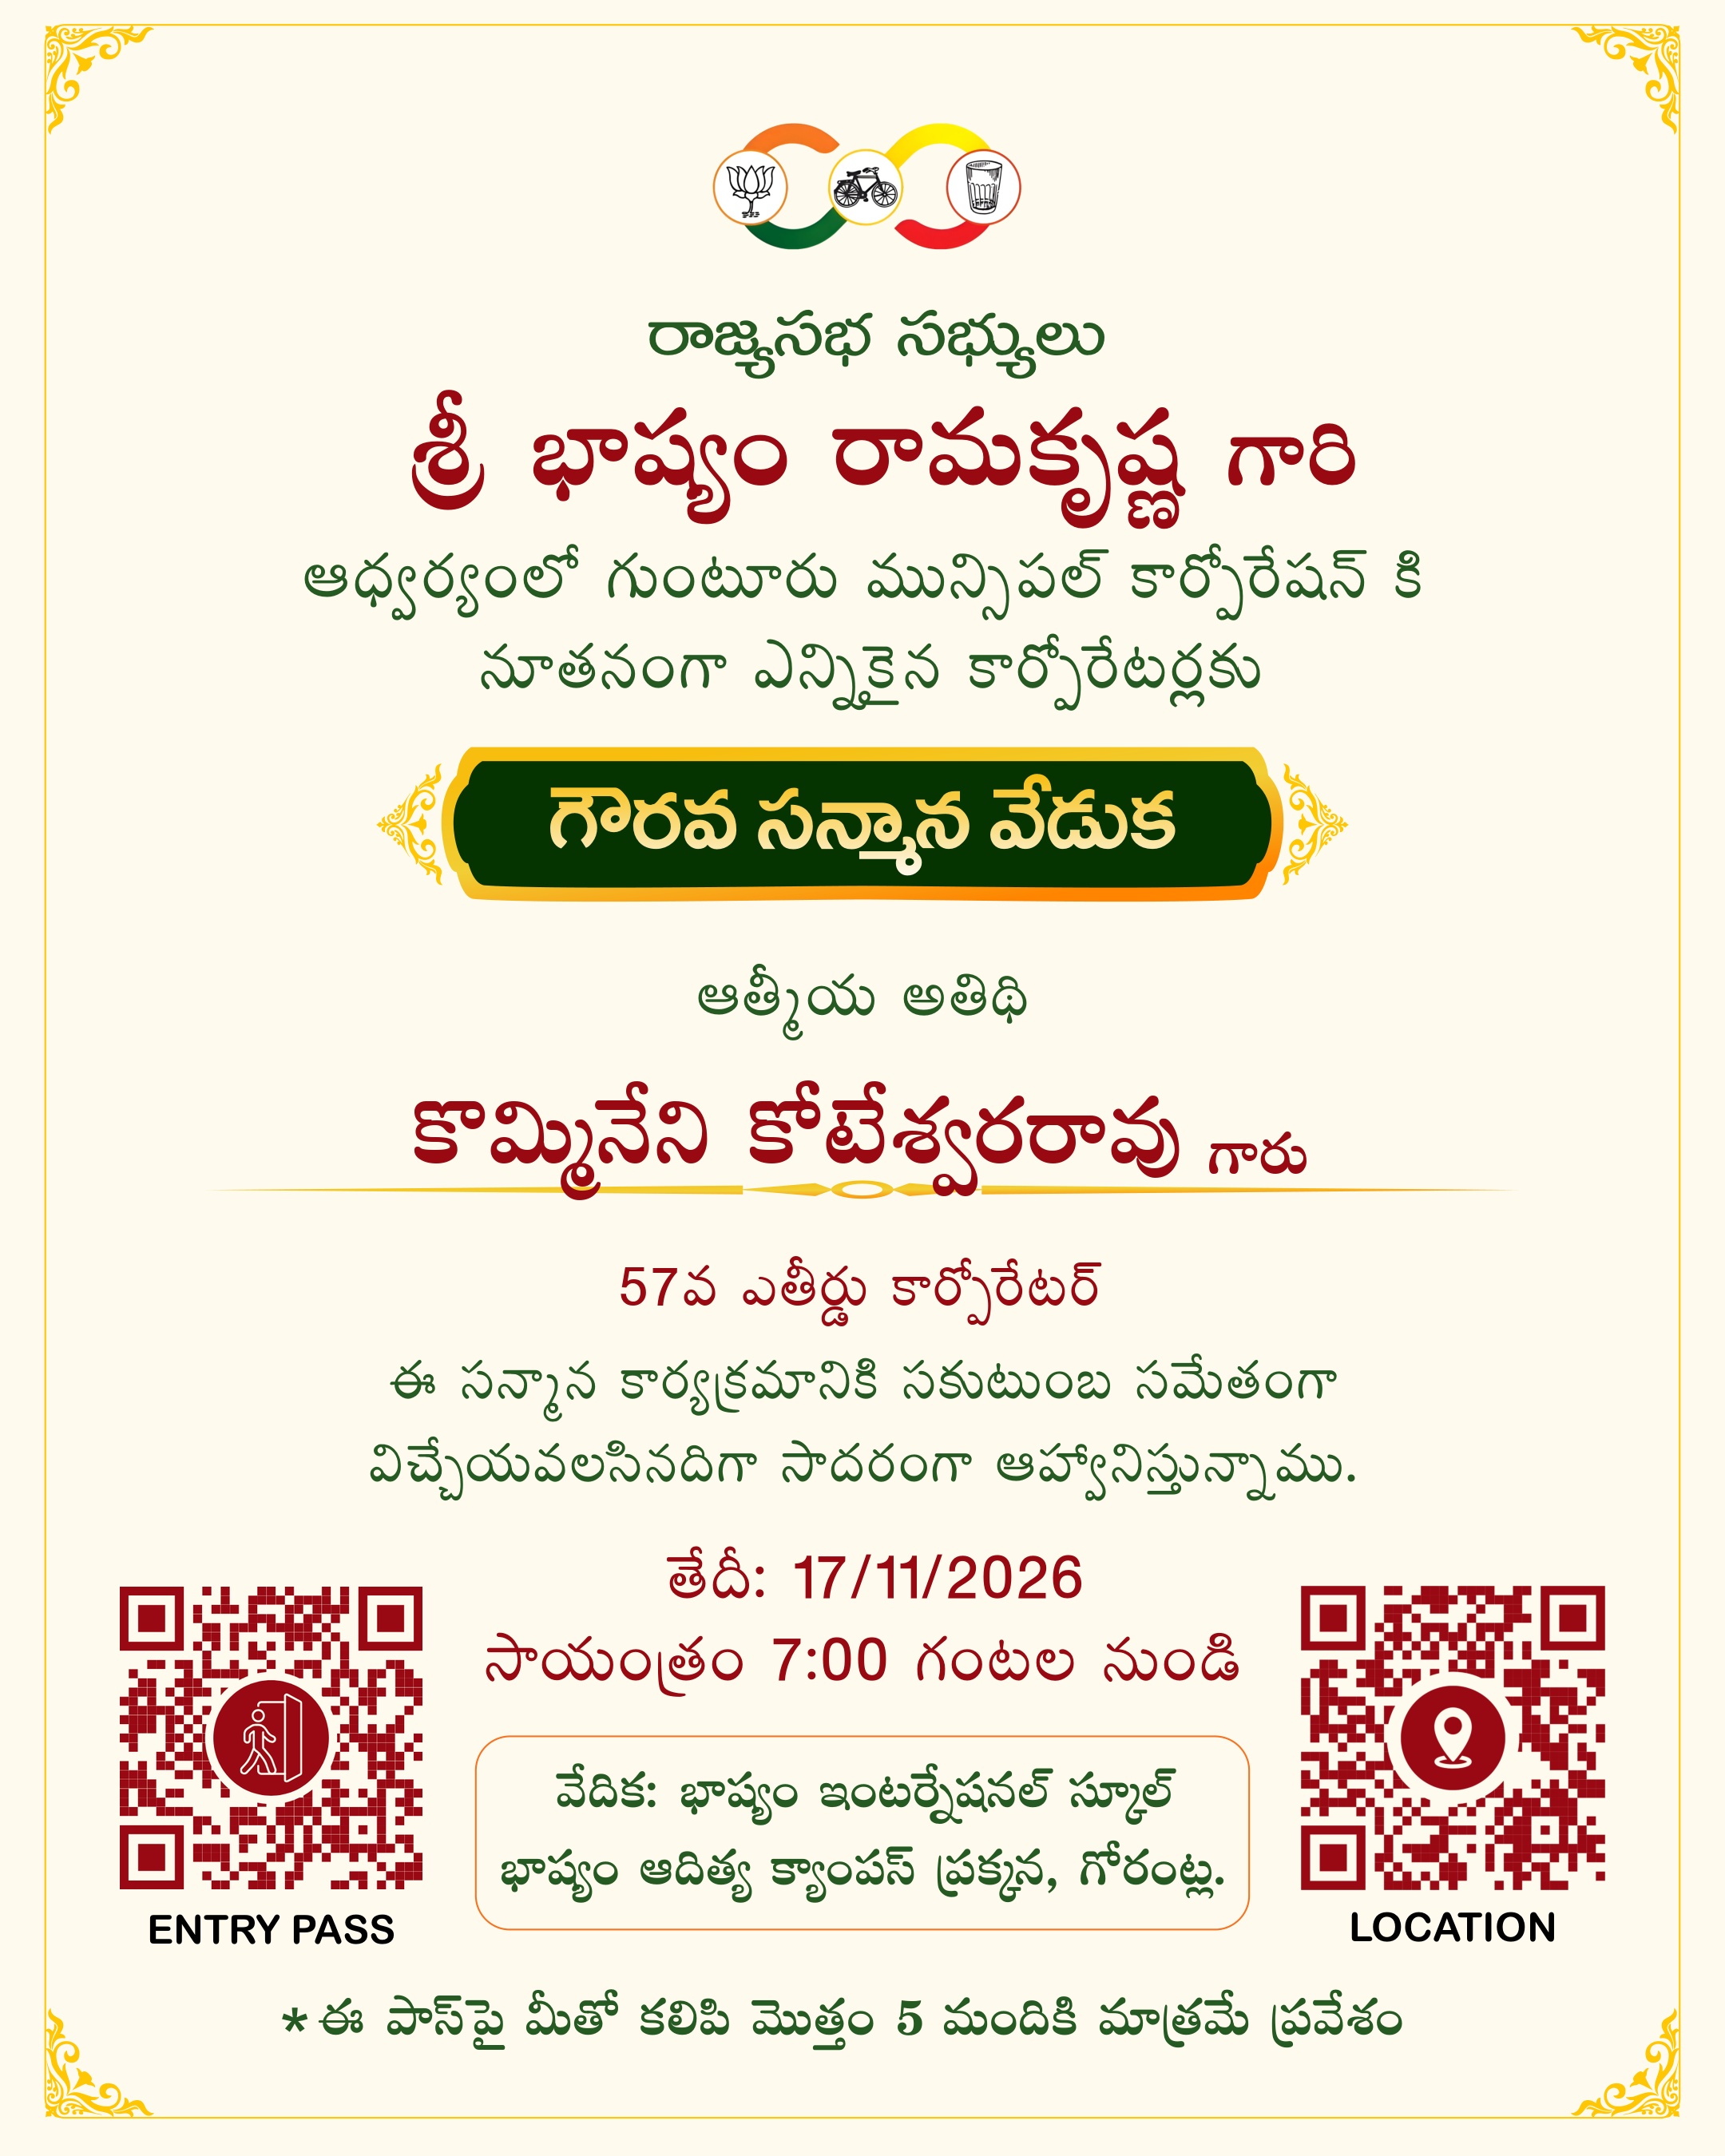 రాజ్యసభ సభ్యులు
శ్రీ భాష్యం రామకృష్ణ గారి
ఆధ్వర్యంలో గుంటూరు మున్సిపల్ కార్పోరేషన్ కి
నూతనంగా ఎన్నికైన కార్పోరేటర్లకు
గౌరవ సన్మాన వేడుక
ఆత్మీయ అతిథి
కొమ్మినేని కోటేశ్వరరావు గారు
57వ ఎతీర్డు కార్పోరేటర్
ఈ సన్మాన కార్యక్రమానికి సకుటుంబ సమేతంగా
విచ్చేయవలసినదిగా సాదరంగా ఆహ్వానిస్తున్నాము.
తేదీ: 17/11/2026
సాయంత్రం 7:00 గంటల నుండి
వేదిక: భాష్యం ఇంటర్నేషనల్ స్కూల్
భాష్యం ఆదిత్య క్యాంపస్ ప్రక్కన, గోరంట్ల.
ENTRY PASS
LOCATION
*ఈ పాస్‌పై మీతో కలిపి మొత్తం 5 మందికి మాత్రమే ప్రవేశం